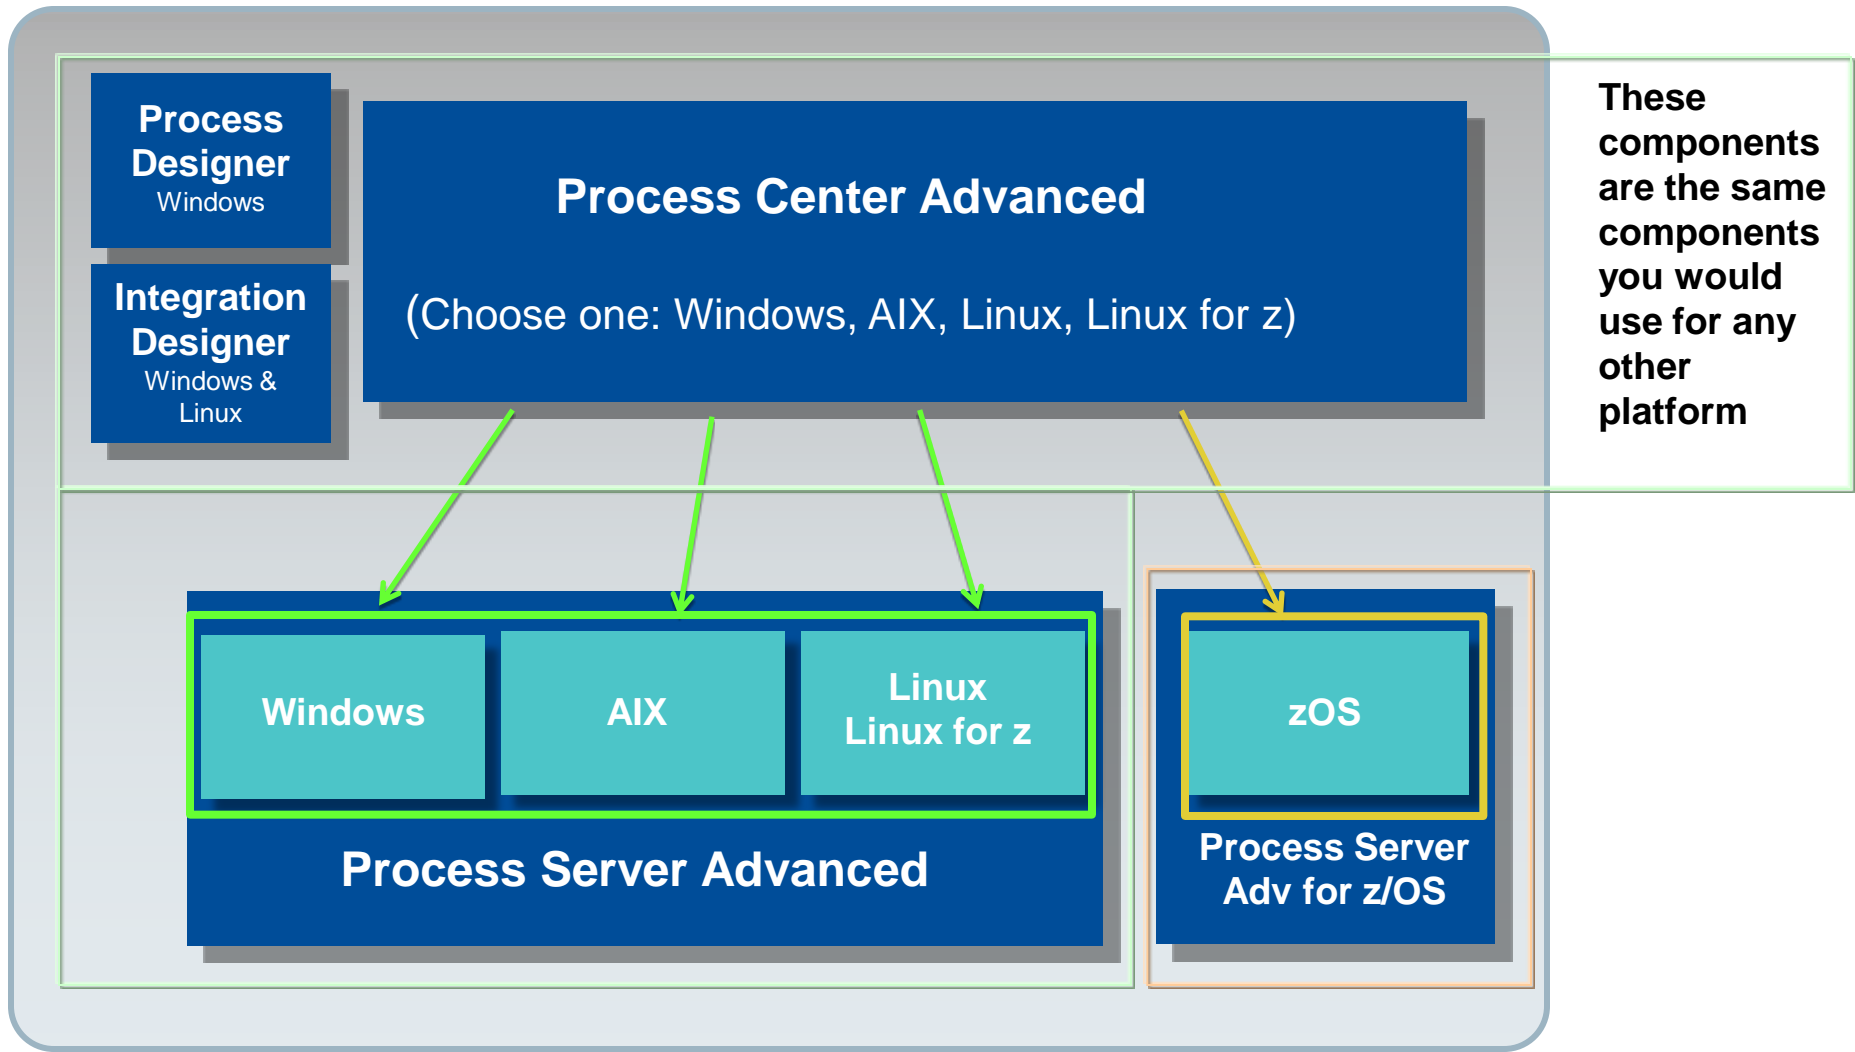 Process
Designer
Windows
Integration
Designer
Windows &
Linux
Process Center Advanced
(Choose one: Windows, AIX, Linux, Linux for z)
These
components
are the same
components
you would
use for any
other
platform
Windows
AIX
Linux
Linux for z
Process Server Advanced
zOS
Process Server
Adv for z/OS